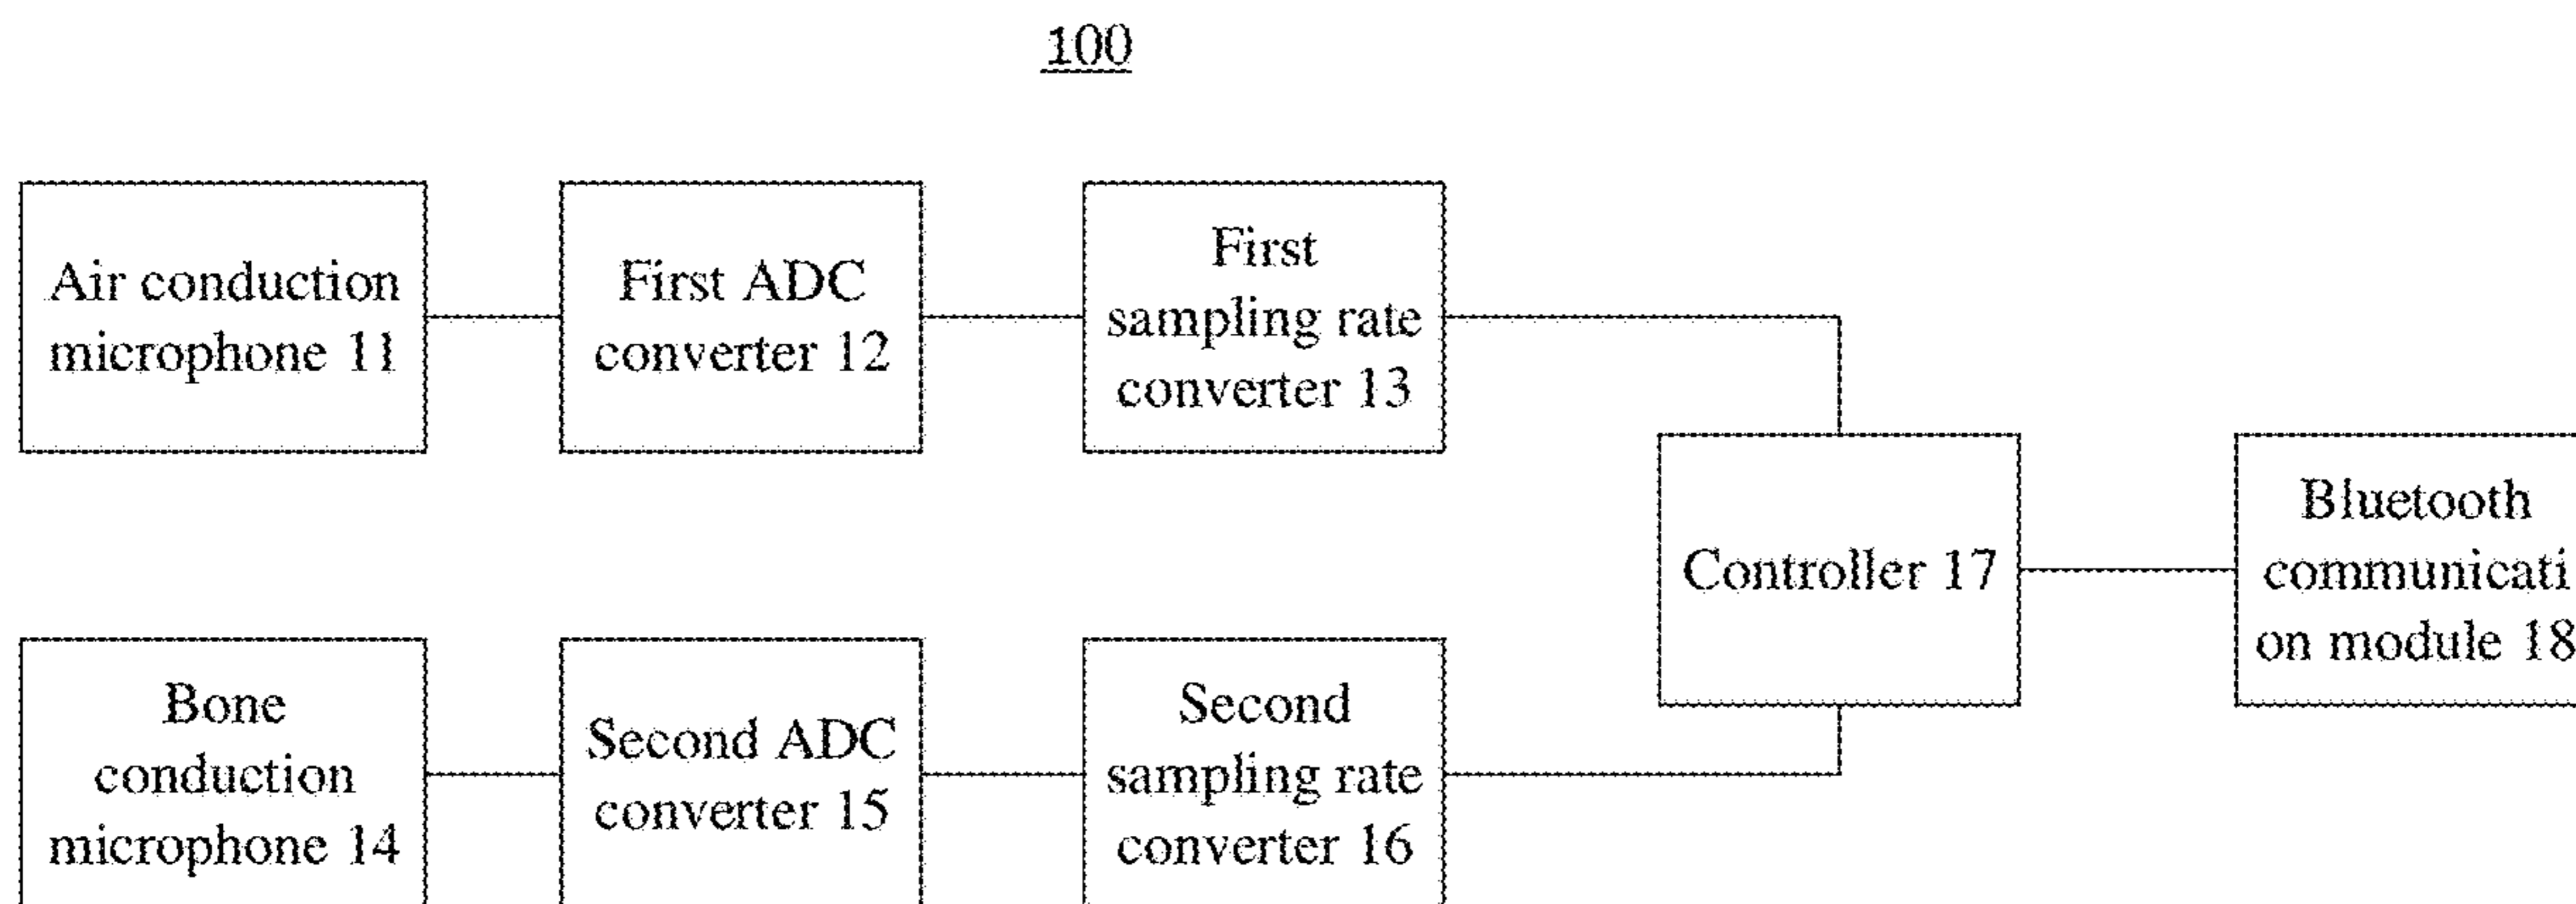 100
Air conduction
microphone 11
First ADC
converter 12
First
sampling rate
converter 13
Bone
conduction
microphone 14
Second ADC
converter 15
Second
sampling rate
converter 16
Controller 17
Bluetooth
communicati
on module 18